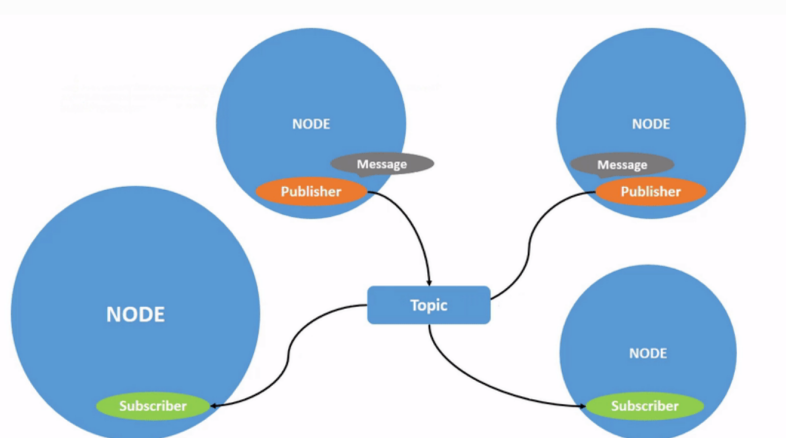 NODE
Message
Publisher
NODE
Message
Publisher
NODE
Subscriber
Topic
NODE
Subscriber